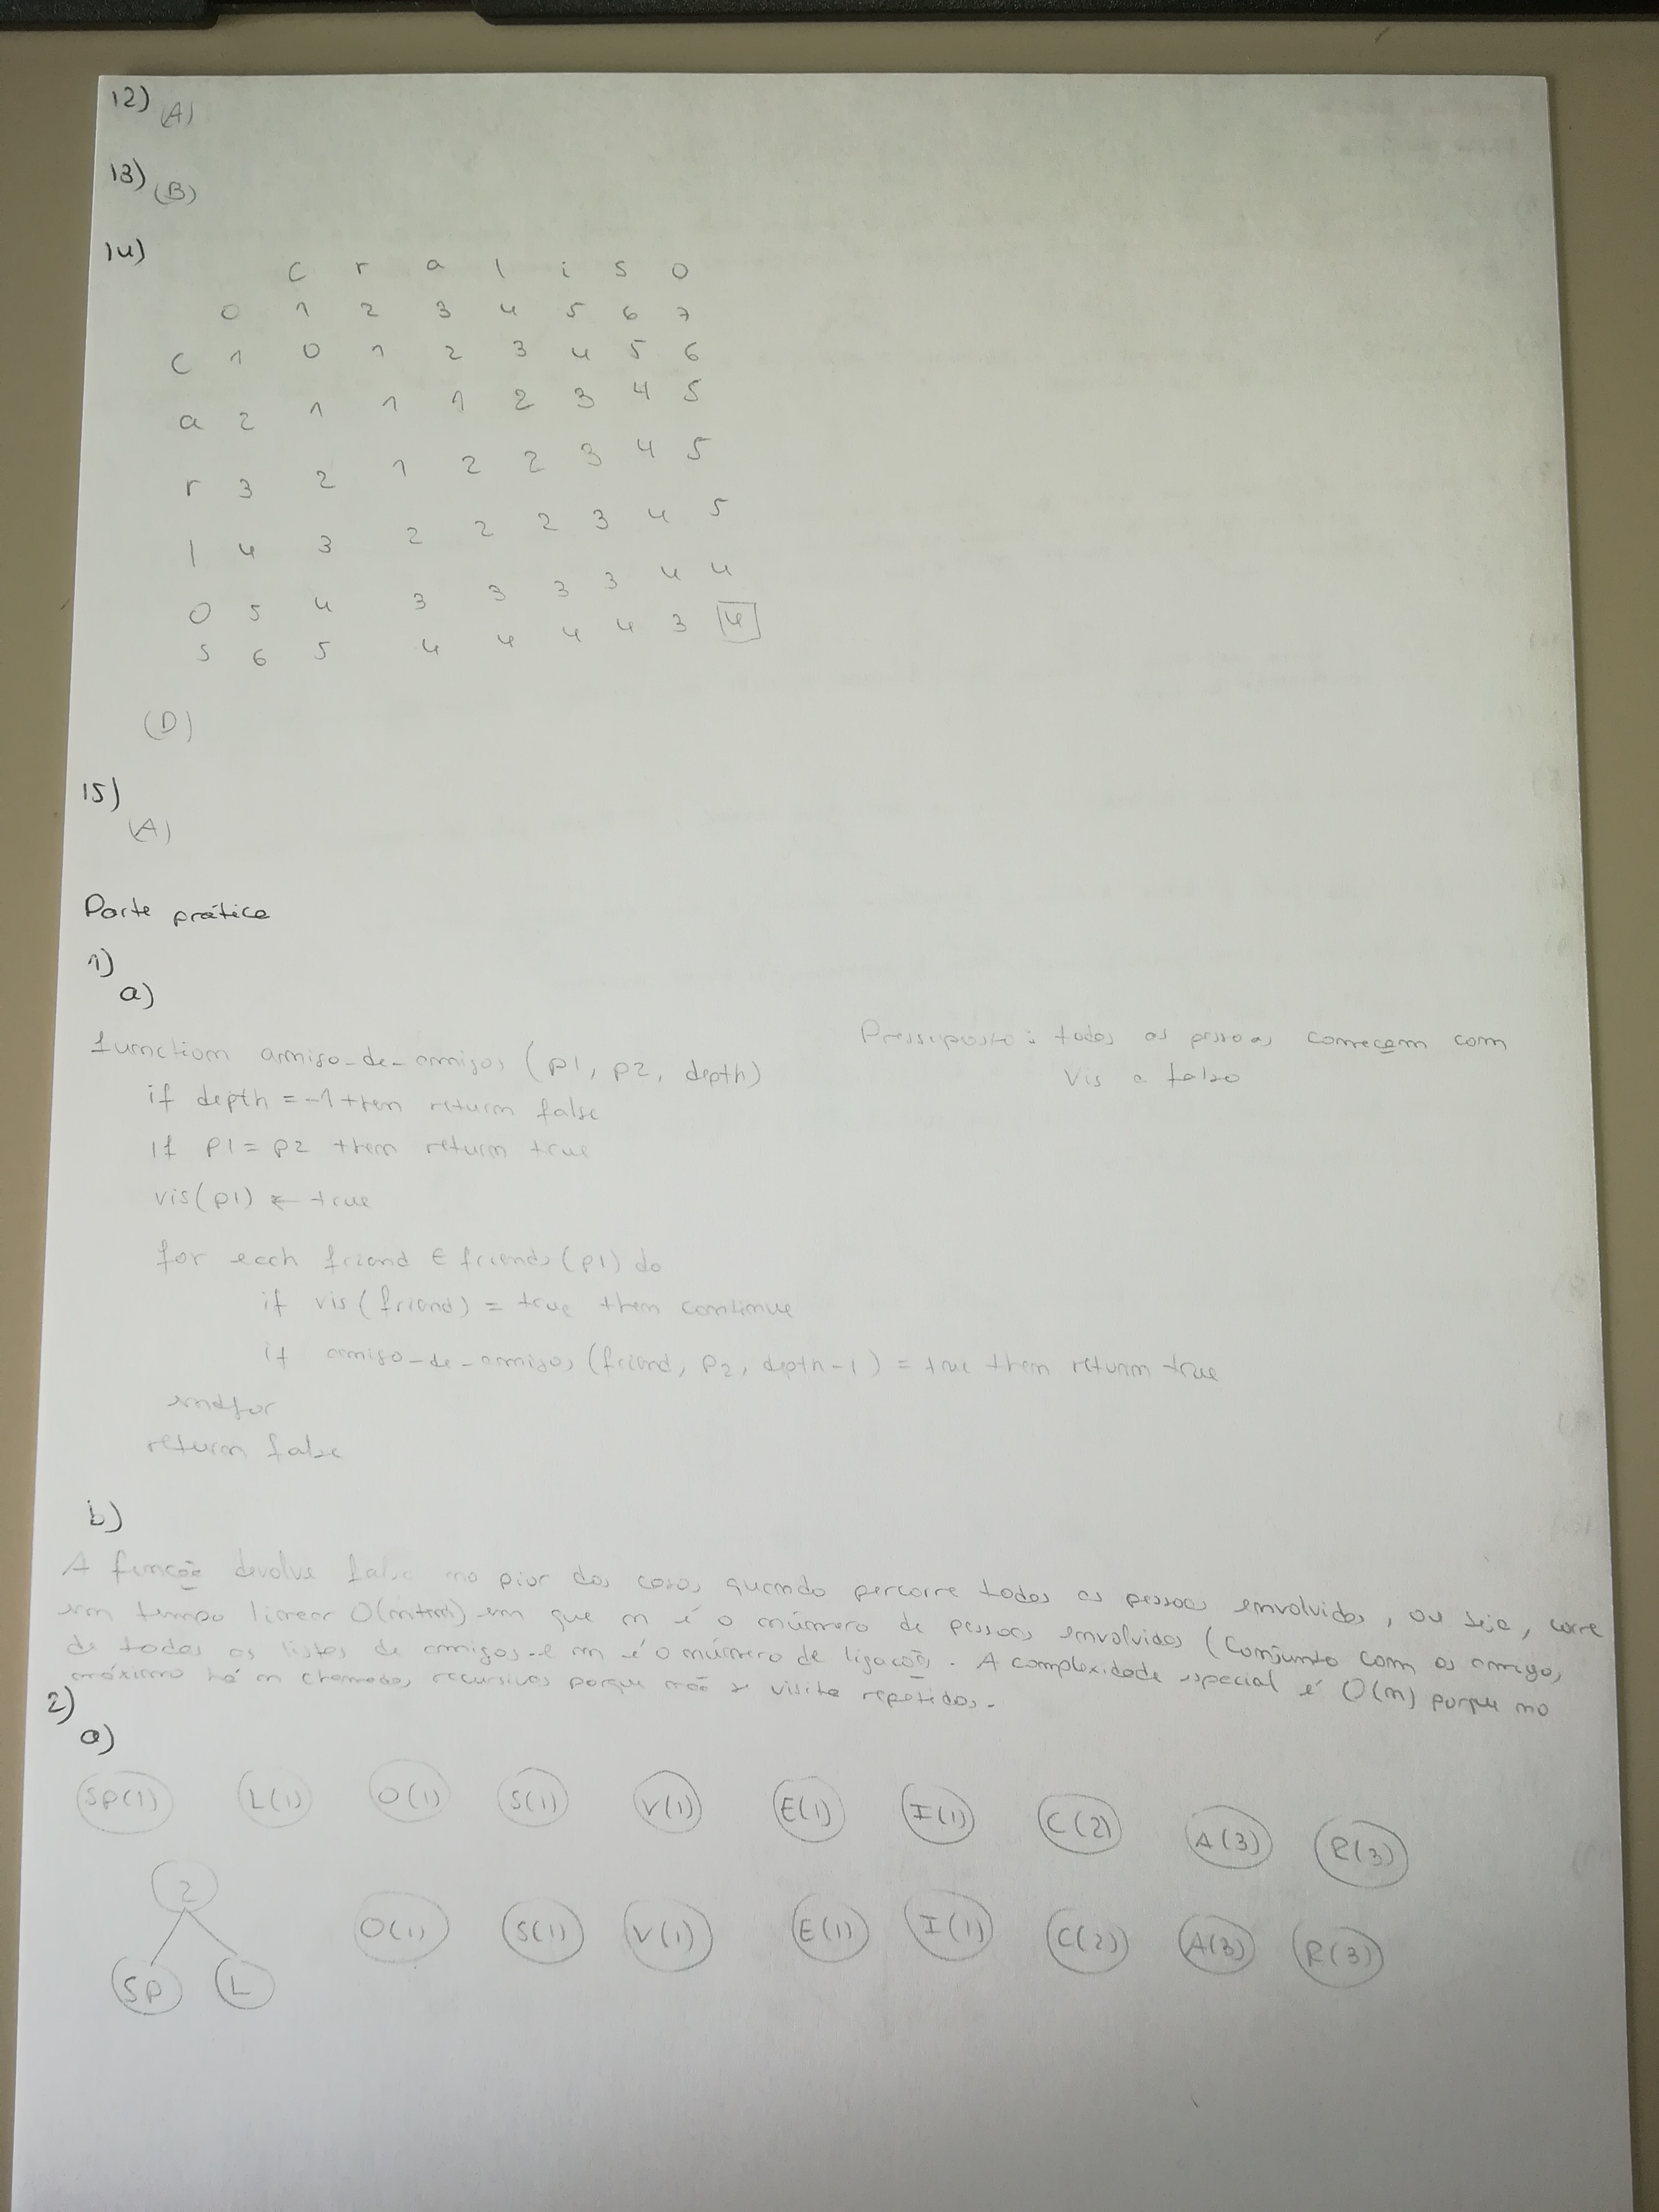 12) (A)
13) (B)
14)
C r a l i s o
0 1 2 3 4 5 6 7
C 1 0 1 2 3 4 5 6
a 2 1 1 1 2 3 4 5
r 3 2 1 2 2 3 4 5
l 4 3 2 2 2 3 4 5
o 5 4 3 3 3 3 4 4
s 6 5 4 4 4 4 3 4
(D)
15)
(A)
Parte prática
1)
a)
function amigo-de-amigos (p1, p2, depth)
Pressuposto: todas as pessoas começam com
vis a falso
if depth = -1 then return false
if p1 = p2 then return true
vis(p1) ← true
for each friend ∈ friends(p1) do
if vis(friend) = true then continue
if amigo-de-amigos(friend, p2, depth-1) = true then return true
endfor
return false
b)
A função devolve falso no pior dos casos quando percorre todas as pessoas envolvidas, ou seja, corre
em tempo linear em que n é o número de pessoas envolvidas (conjunto com os amigos
de todas as listas de amigos e m é o número de ligações. A complexidade espacial é O(n) porque no
máximo há n chamadas recursivas porque não se visita repetidos.
2)
a)
SP(1) L(1) O(1) S(1) V(1) E(1) I(1) C(2) A(3) R(3)
2 O(1) S(1) V(1) E(1) I(1) C(2) A(3) R(3)
SP L